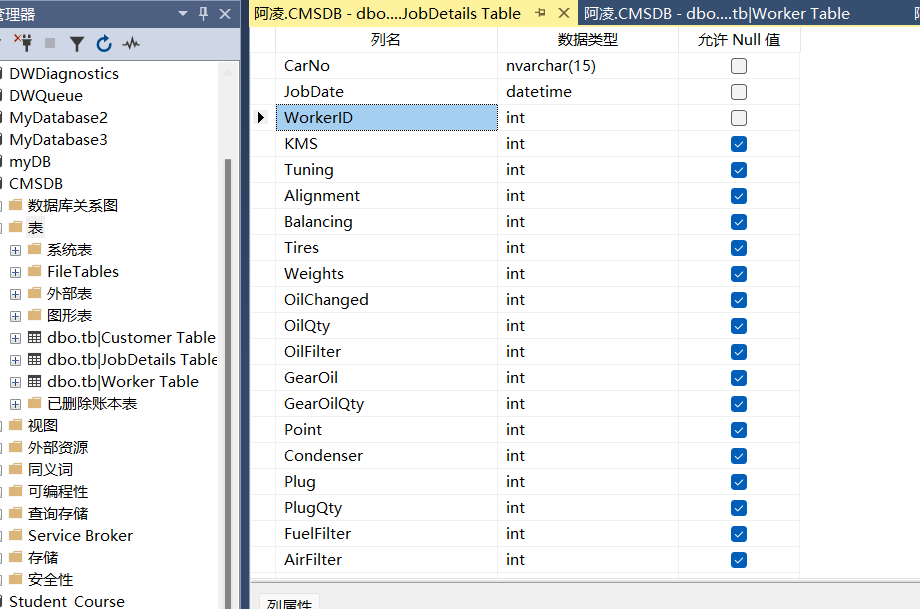 管理器
DWDiagnostics
DWQueue
MyDatabase2
MyDatabase3
myDB
CMSDB
数据库关系图
表
系统表
FileTables
外部表
图形表
dbo.tb|Customer Table
dbo.tb|JobDetails Table
dbo.tb|Worker Table
已删除账本表
视图
外部资源
同义词
可编程性
查询存储
Service Broker
存储
安全性
Student_Course
阿凌.CMSDB - dbo....JobDetails Table
阿凌.CMSDB - dbo....tb|Worker Table
列名 数据类型 允许 Null 值
CarNo nvarchar(15)
JobDate datetime
WorkerID int
KMS int
Tuning int
Alignment int
Balancing int
Tires int
Weights int
OilChanged int
OilQty int
OilFilter int
GearOil int
GearOilQty int
Point int
Condenser int
Plug int
PlugQty int
FuelFilter int
AirFilter int
列属性